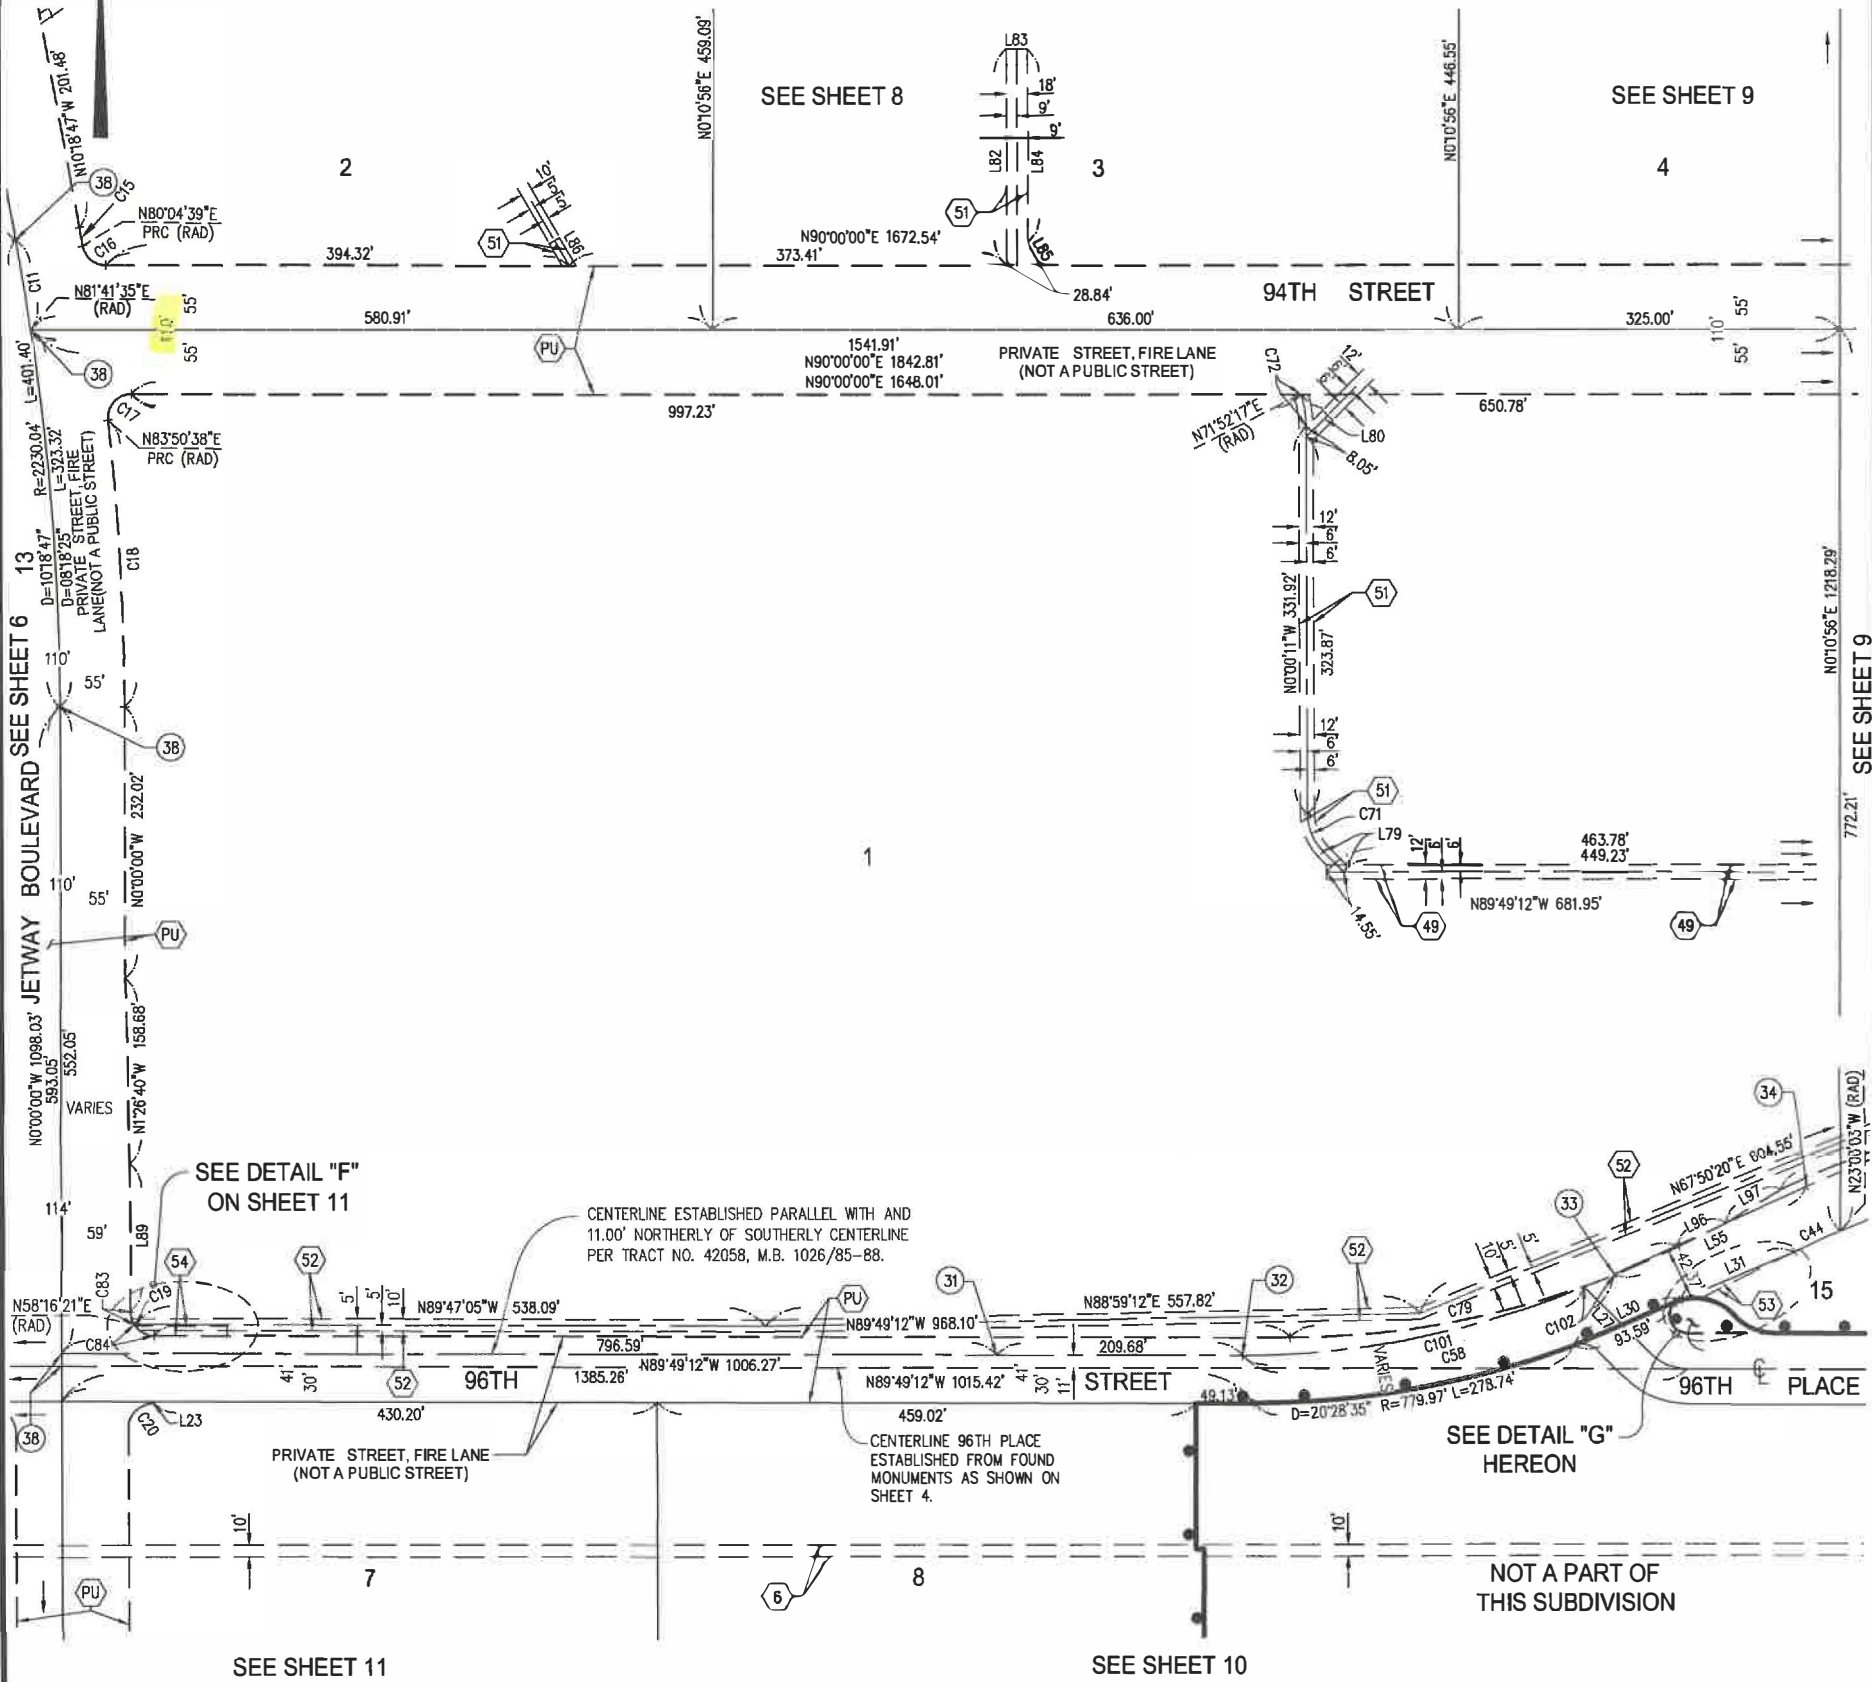 N10°18'47"W 201.48'
SEE SHEET 8
SEE SHEET 9
N0°10'56"E 459.09'
N0°10'56"E 446.55'
L83
18'
9'
9'
L82
L84
2
3
4
38
C15
N80°04'39"E
PRC (RAD)
C16
10'
5'
5'
51
L86
51
L85
394.32'
N90°00'00"E 1672.54'
373.41'
28.84'
C11
N81°41'35"E
(RAD)
110'
55'
55'
94TH STREET
580.91'
636.00'
325.00'
110'
55'
55'
38
PU
1541.91'
N90°00'00"E 1842.81'
N90°00'00"E 1648.01'
PRIVATE STREET, FIRE LANE
(NOT A PUBLIC STREET)
997.23'
650.78'
C72
12'
6'
6'
N71°52'17"E
(RAD)
L80
8.05'
C17
N83°50'38"E
PRC (RAD)
L=401.40'
R=2230.04'
L=323.32'
D=10°18'47"
D=08°18'25"
PRIVATE STREET, FIRE
LANE(NOT A PUBLIC STREET)
C18
13
SEE SHEET 6
12'
6'
6'
51
N0°00'11"W 331.92'
323.87'
12'
6'
6'
51
C71
L79
N0°10'56"E 1218.29'
SEE SHEET 9
772.21'
110'
55'
38
JETWAY BOULEVARD
N0°00'00"W 232.02'
110'
55'
PU
1
463.78'
449.23'
12'
6'
6'
N89°49'12"W 681.95'
14.55'
49
49
N0°00'00"W 1098.03'
593.05'
552.05'
VARIES
N1°26'40"W 158.68'
SEE DETAIL "F"
ON SHEET 11
114'
59'
L89
CENTERLINE ESTABLISHED PARALLEL WITH AND
11.00' NORTHERLY OF SOUTHERLY CENTERLINE
PER TRACT NO. 42058, M.B. 1026/85-88.
34
N23°00'03"W (RAD)
52
N67°50'20"E 604.55'
33
L97
L96
L55
C44
L31
42.37'
10'
5'
5'
15
53
54
52
52
C83
C19
N58°16'21"E
(RAD)
C84
5'
5'
10'
N89°47'05"W 538.09'
PU
31
32
N88°59'12"E 557.82'
N89°49'12"W 968.10'
C79
C102
L27
L30
93.59'
796.59'
209.68'
C101
C58
N89°49'12"W 1006.27'
41'
30'
52
96TH
1385.26'
N89°49'12"W 1015.42'
41'
30'
11'
STREET
VARIES
96TH PLACE
38
C20
L23
430.20'
459.02'
49.13'
D=20°28'35" R=779.97' L=278.74'
PRIVATE STREET, FIRE LANE
(NOT A PUBLIC STREET)
CENTERLINE 96TH PLACE
ESTABLISHED FROM FOUND
MONUMENTS AS SHOWN ON
SHEET 4.
SEE DETAIL "G"
HEREON
10'
10'
PU
7
6
8
NOT A PART OF
THIS SUBDIVISION
SEE SHEET 11
SEE SHEET 10